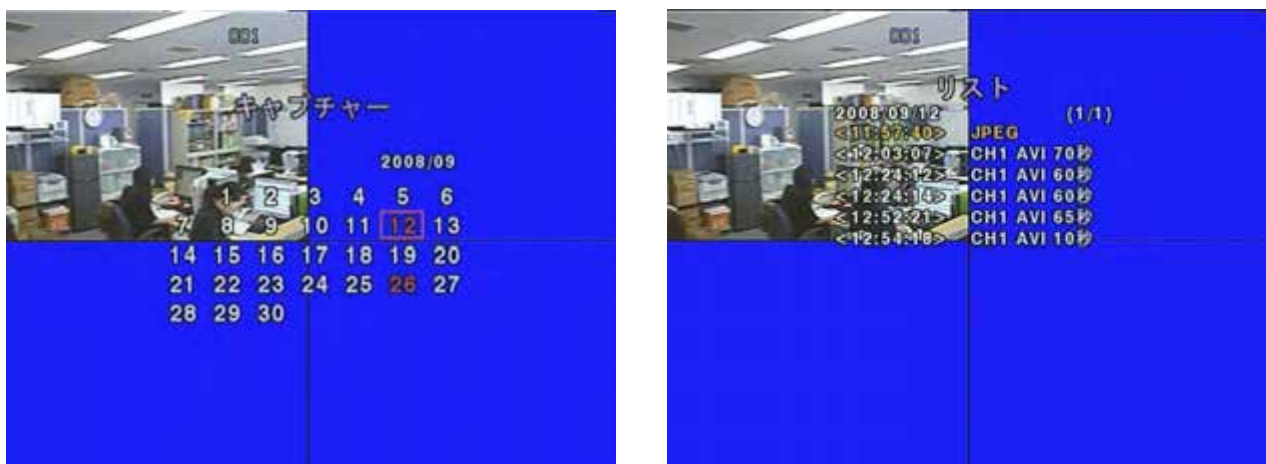 001
キャプチャー
2008/09
1 2 3 4 5 6
7 8 9 10 11 12 13
14 15 16 17 18 19 20
21 22 23 24 25 26 27
28 29 30
001
リスト
2008/09/12 (1/1)
<11:57:40> JPEG
<12:03:07> CH1 AVI 70秒
<12:24:12> CH1 AVI 60秒
<12:24:14> CH1 AVI 60秒
<12:52:21> CH1 AVI 65秒
<12:54:18> CH1 AVI 10秒